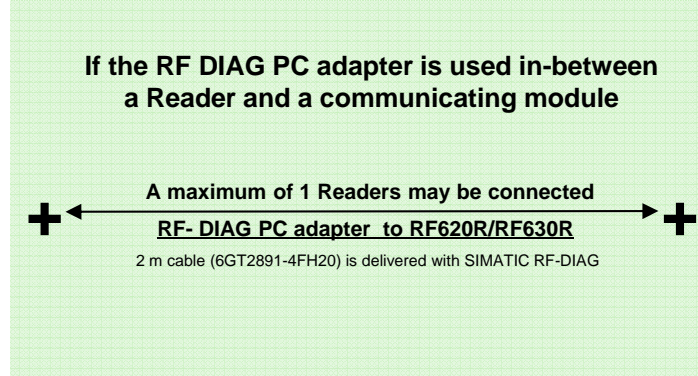 If the RF DIAG PC adapter is used in-between
a Reader and a communicating module
A maximum of 1 Readers may be connected
RF- DIAG PC adapter to RF620R/RF630R
2 m cable (6GT2891-4FH20) is delivered with SIMATIC RF-DIAG